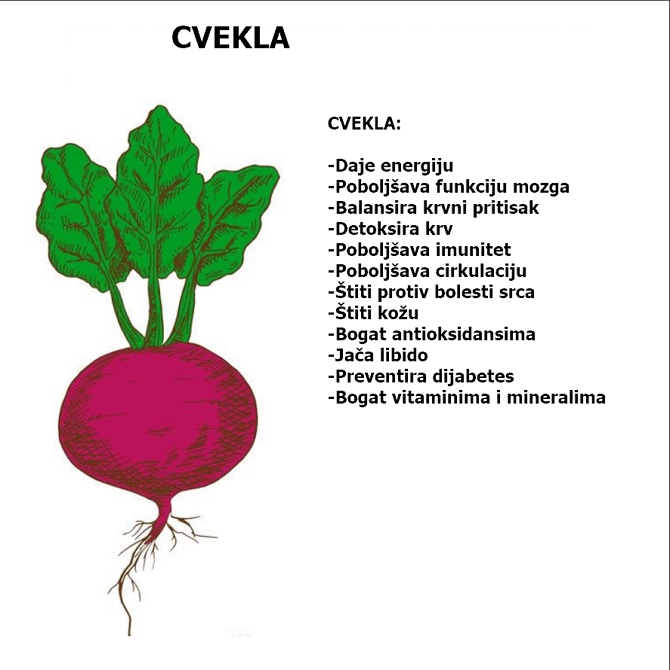 CVEKLA
CVEKLA:
-Daje energiju
-Poboljšava funkciju mozga
-Balansira krvni pritisak
-Detoksira krv
-Poboljšava imunitet
-Poboljšava cirkulaciju
-Štiti protiv bolesti srca
-Štiti kožu
-Bogat antioksidansima
-Jača libido
-Preventira dijabetes
-Bogat vitaminima i mineralima